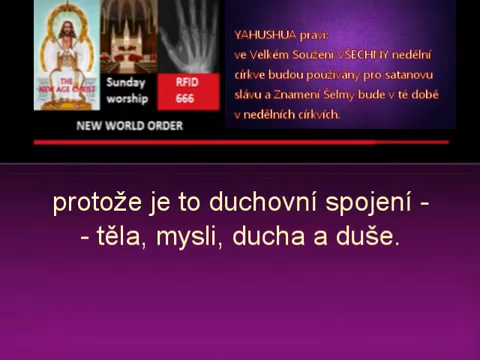 THE
NEW AGE CHRIST
Sunday
worship
RFID
666
NEW WORLD ORDER
YAHUSHUA praví:
ve Velkém Soužení VŠECHNY nedělní
církve budou používány pro satanovu
slávu a Znamení Šelmy bude v té době
v nedělních církvích.
protože je to duchovní spojení -
- těla, mysli, ducha a duše.